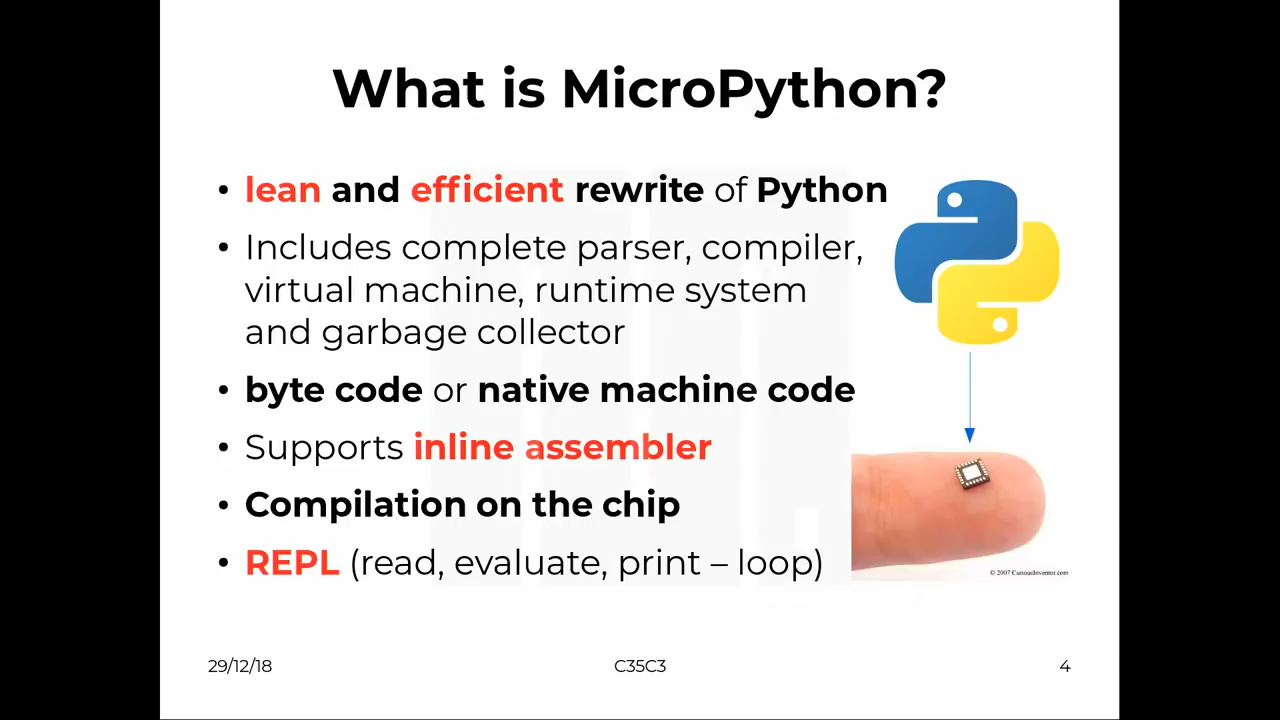 What is MicroPython?
• lean and efficient rewrite of Python
• Includes complete parser, compiler,
virtual machine, runtime system
and garbage collector
• byte code or native machine code
• Supports inline assembler
• Compilation on the chip
• REPL (read, evaluate, print – loop)
© 2007 CuriousInventor.com
29/12/18
C35C3
4